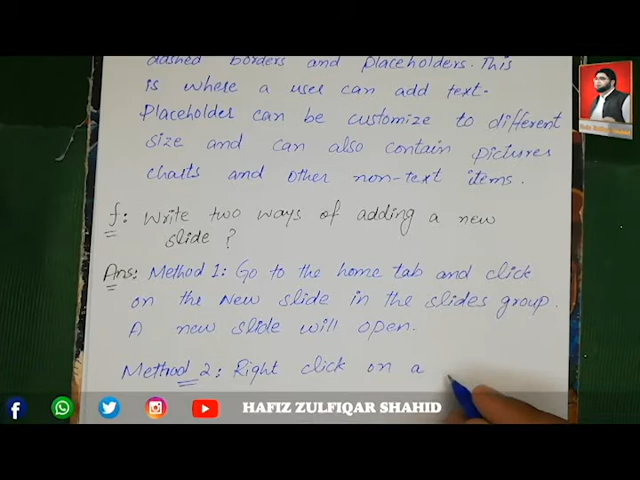 dashed borders and placeholders. This
is where a user can add text.
Placeholder can be customize to different
size and can also contain pictures
charts and other non-text items.
f: Write two ways of adding a new
slide ?
Ans: Method 1: Go to the home tab and click
on the New slide in the slides group.
A new slide will open.
Method 2: Right click on a
HAFIZ ZULFIQAR SHAHID